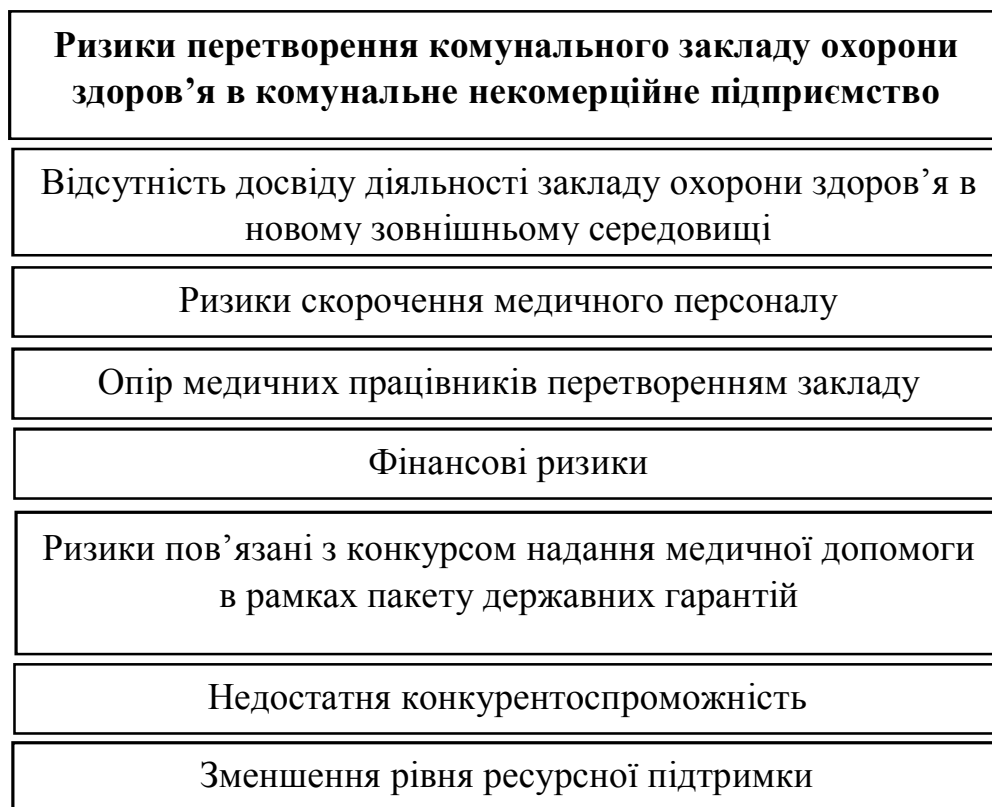 Ризики перетворення комунального закладу охорони
здоров’я в комунальне некомерційне підприємство
Відсутність досвіду діяльності закладу охорони здоров’я в
новому зовнішньому середовищі
Ризики скорочення медичного персоналу
Опір медичних працівників перетворенням закладу
Фінансові ризики
Ризики пов’язані з конкурсом надання медичної допомоги
в рамках пакету державних гарантій
Недостатня конкурентоспроможність
Зменшення рівня ресурсної підтримки